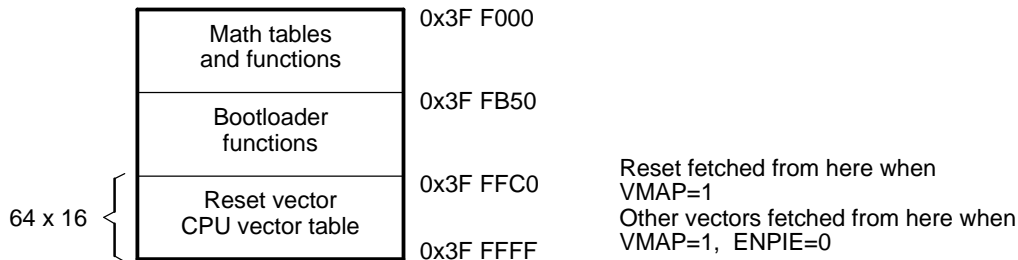 0x3F F000
Math tables
and functions
0x3F FB50
Bootloader
functions
0x3F FFC0
Reset vector
CPU vector table
64 x 16
0x3F FFFF
Reset fetched from here when
VMAP=1
Other vectors fetched from here when
VMAP=1, ENPIE=0